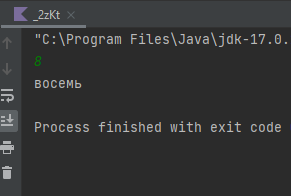 _2zKt
"C:\Program Files\Java\jdk-17.0.
8
восемь
Process finished with exit code